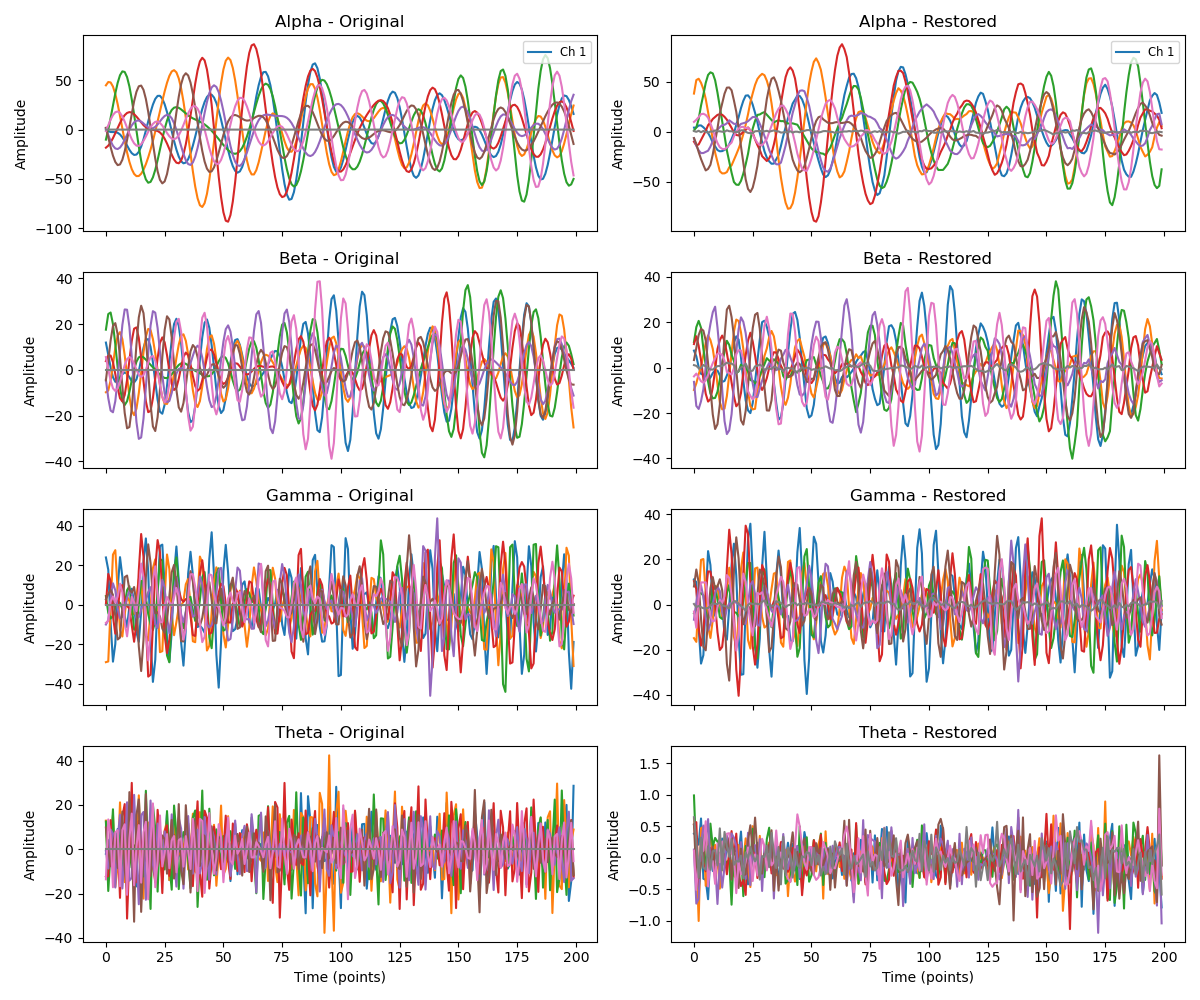 Alpha - Original
Alpha - Restored
Amplitude
50
0
−50
−100
Ch 1
Amplitude
50
0
−50
Ch 1
Beta - Original
Beta - Restored
Amplitude
40
20
0
−20
−40
Amplitude
40
20
0
−20
−40
Gamma - Original
Gamma - Restored
Amplitude
40
20
0
−20
−40
Amplitude
40
20
0
−20
−40
Theta - Original
Theta - Restored
Amplitude
40
20
0
−20
−40
Amplitude
1.5
1.0
0.5
0.0
−0.5
−1.0
0 25 50 75 100 125 150 175 200
0 25 50 75 100 125 150 175 200
Time (points)
Time (points)